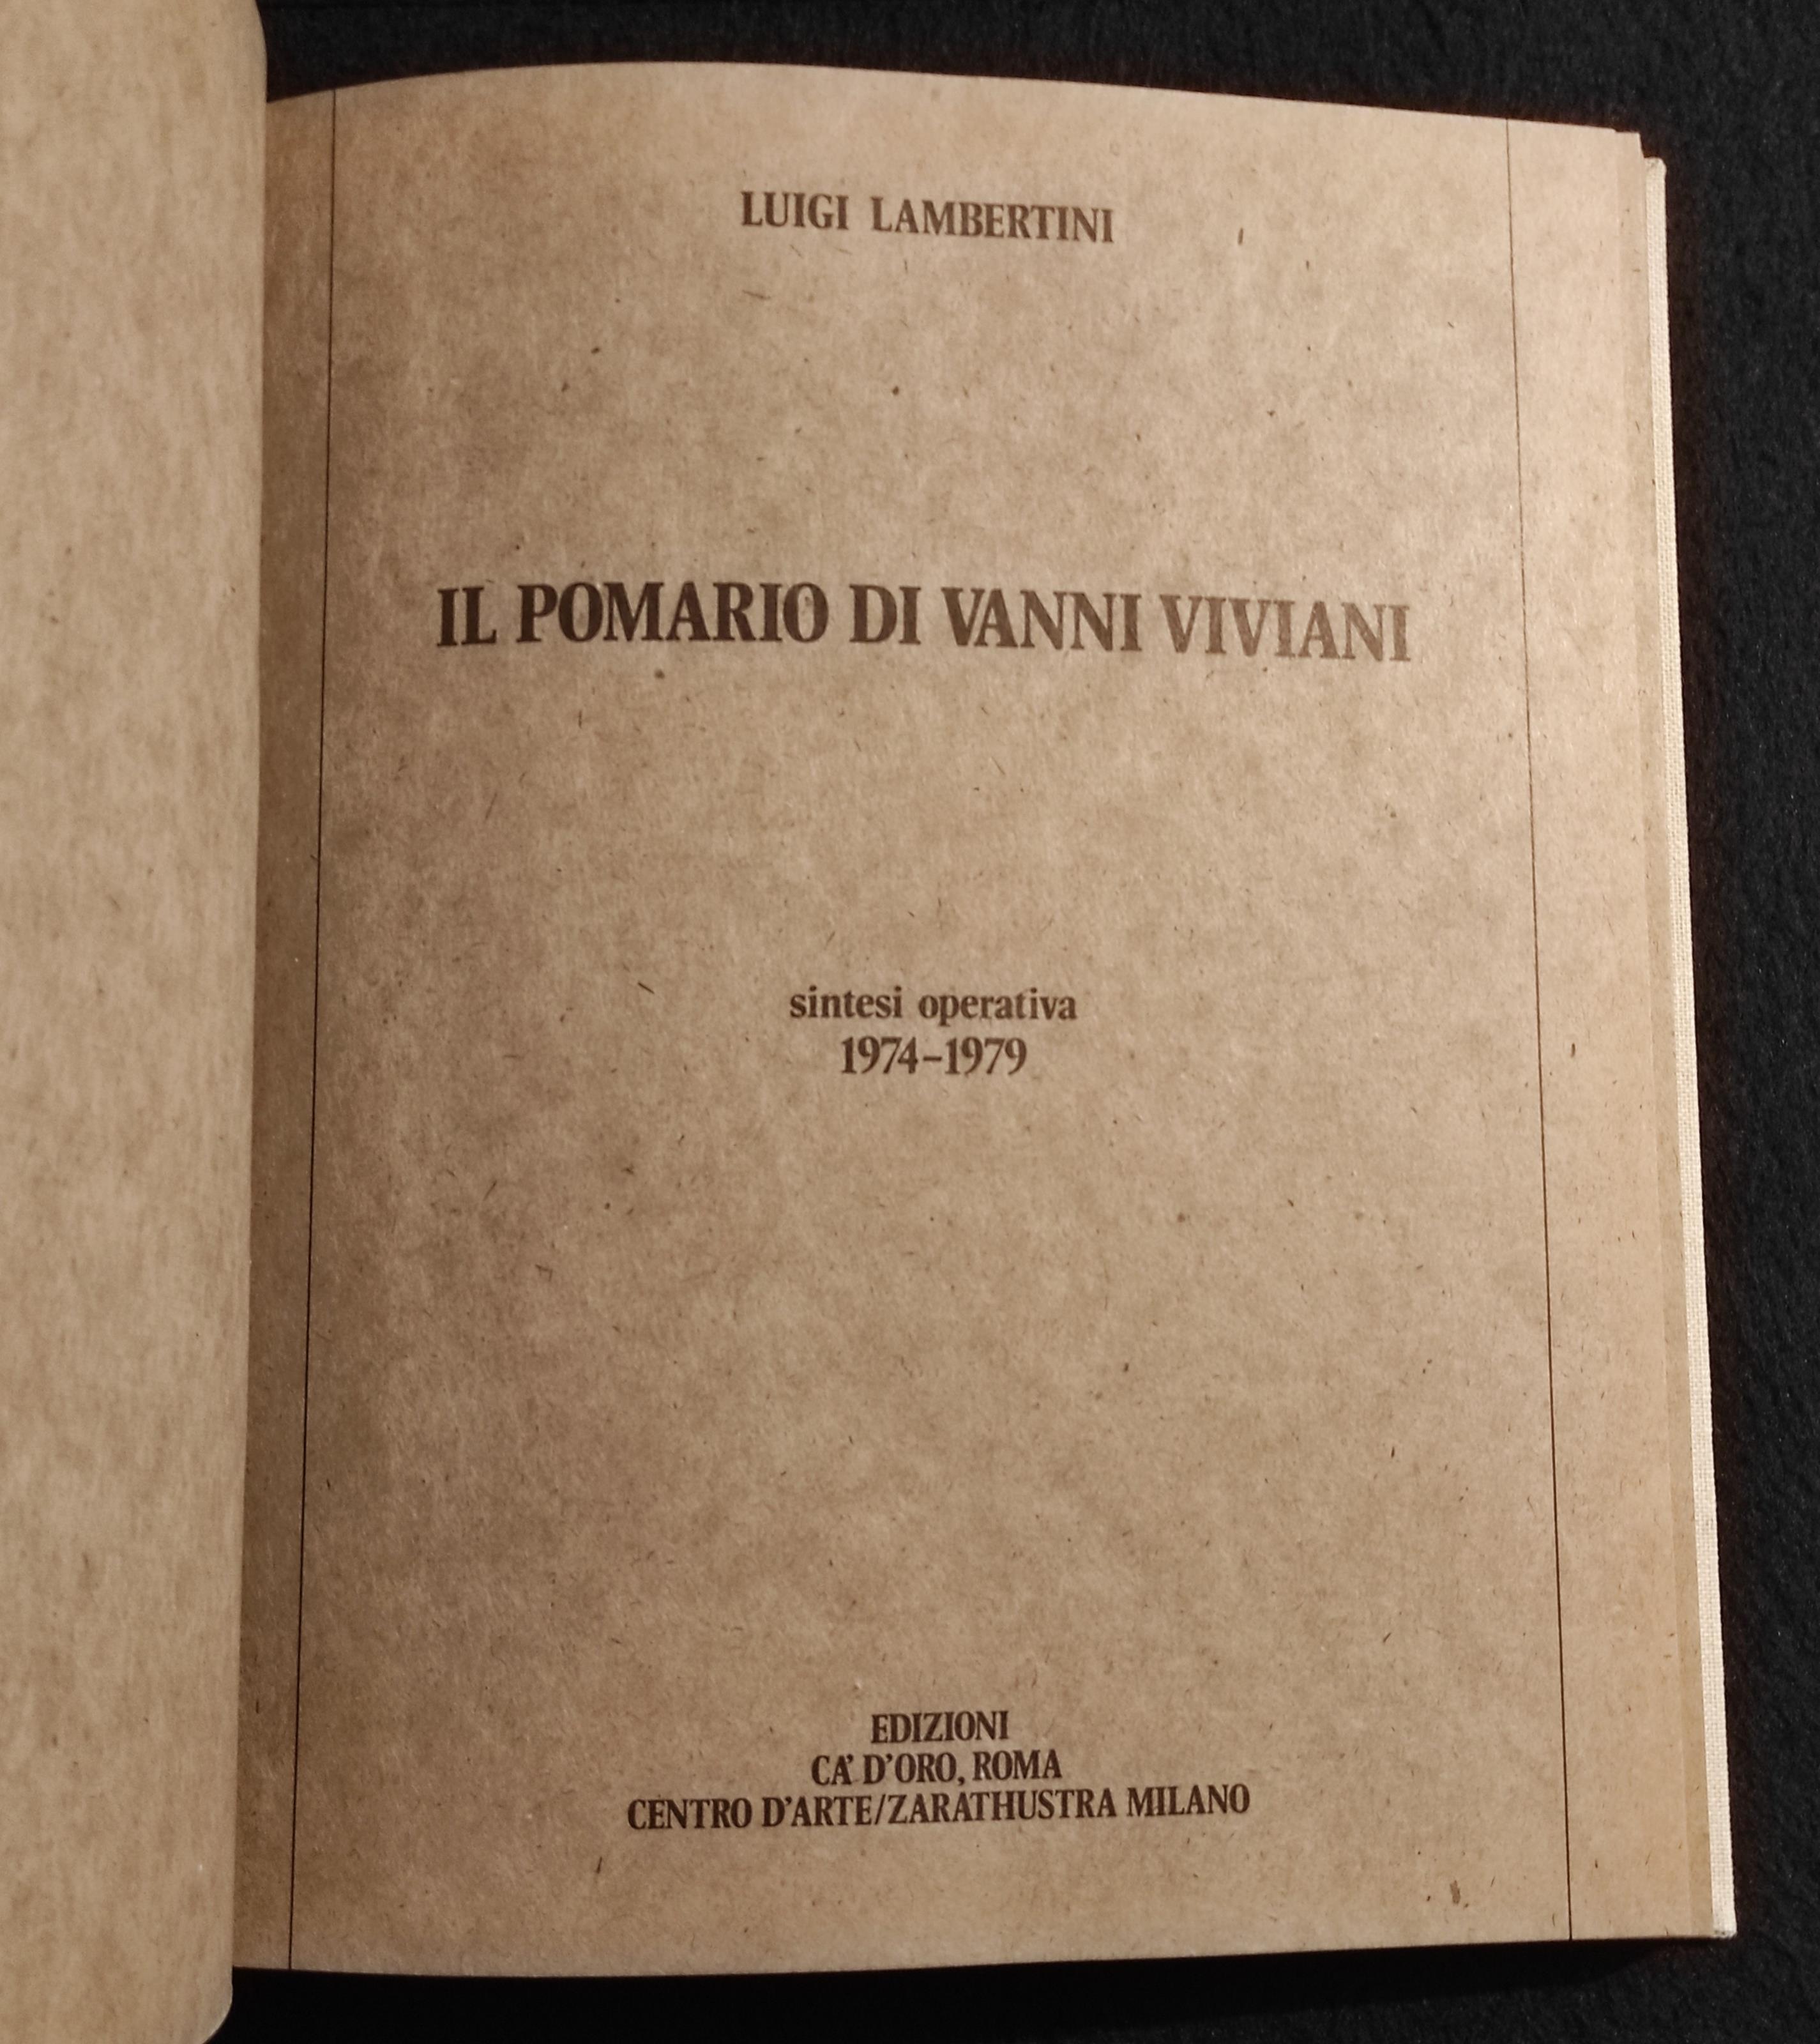 LUIGI LAMBERTINI
IL POMARIO DI VANNI VIVIANI
sintesi operativa
1974-1979
EDIZIONI
CA' D'ORO, ROMA
CENTRO D'ARTE/ZARATHUSTRA MILANO